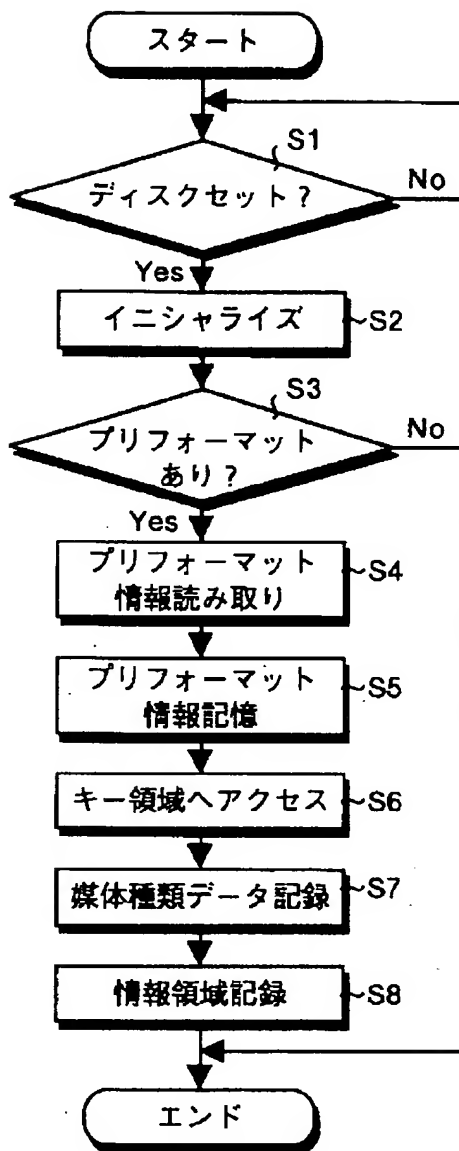 スタート
S1
ディスクセット?
No
Yes
イニシャライズ
S2
S3
プリフォーマット
あり?
No
Yes
プリフォーマット
情報読み取り
S4
プリフォーマット
情報記憶
S5
キー領域へアクセス
S6
媒体種類データ記録
S7
情報領域記録
S8
エンド